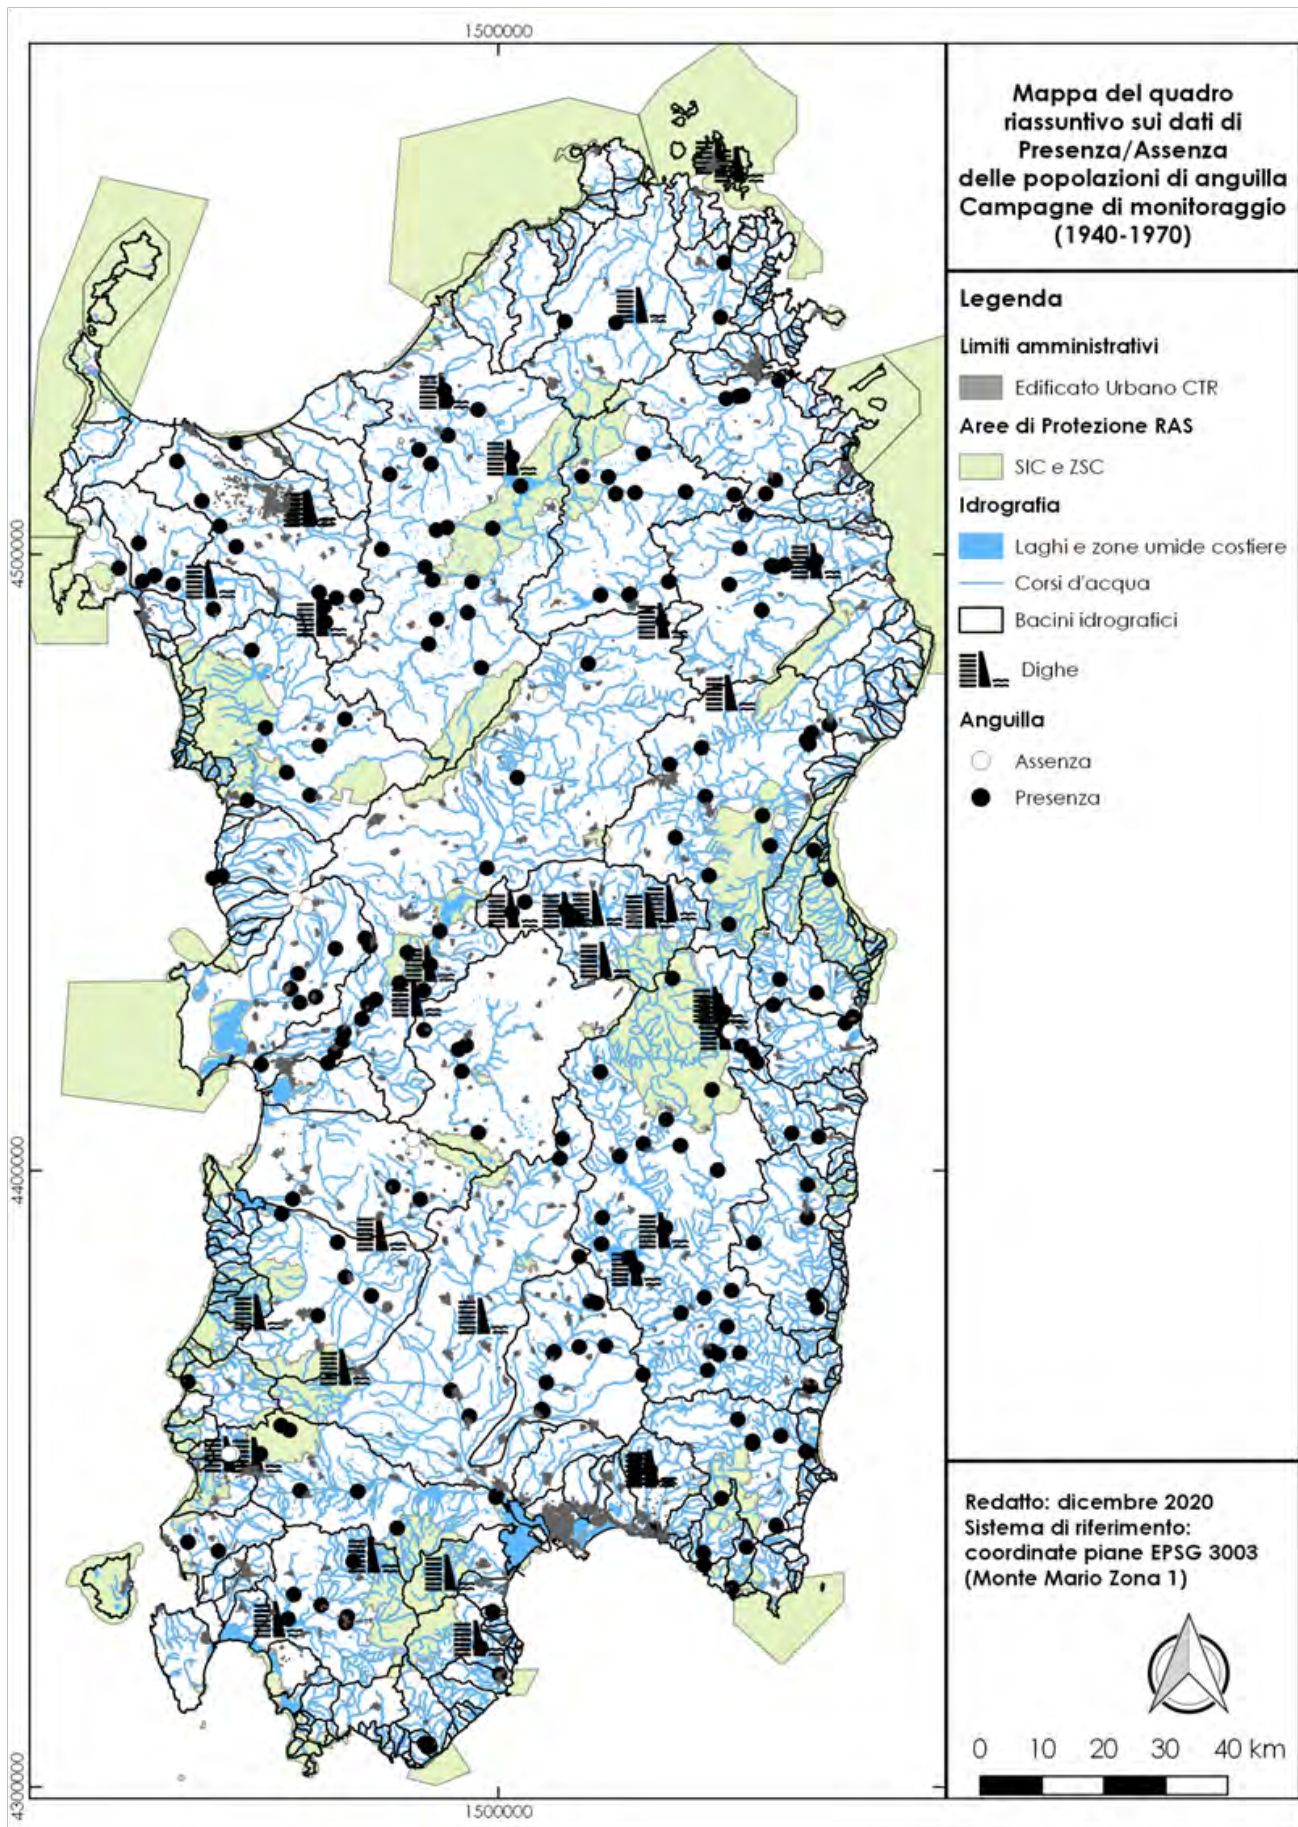 1500000
Mappa del quadro
riassuntivo sui dati di
Presenza/Assenza
delle popolazioni di anguilla
Campagne di monitoraggio
(1940-1970)
Legenda
Limiti amministrativi
Edificato Urbano CTR
Aree di Protezione RAS
SIC e ZSC
Idrografia
Laghi e zone umide costiere
Corsi d'acqua
Bacini idrografici
Dighe
Anguilla
Assenza
Presenza
4500000
4400000
4300000
1500000
Redatto: dicembre 2020
Sistema di riferimento:
coordinate piane EPSG 3003
(Monte Mario Zona 1)
0 10 20 30 40 km